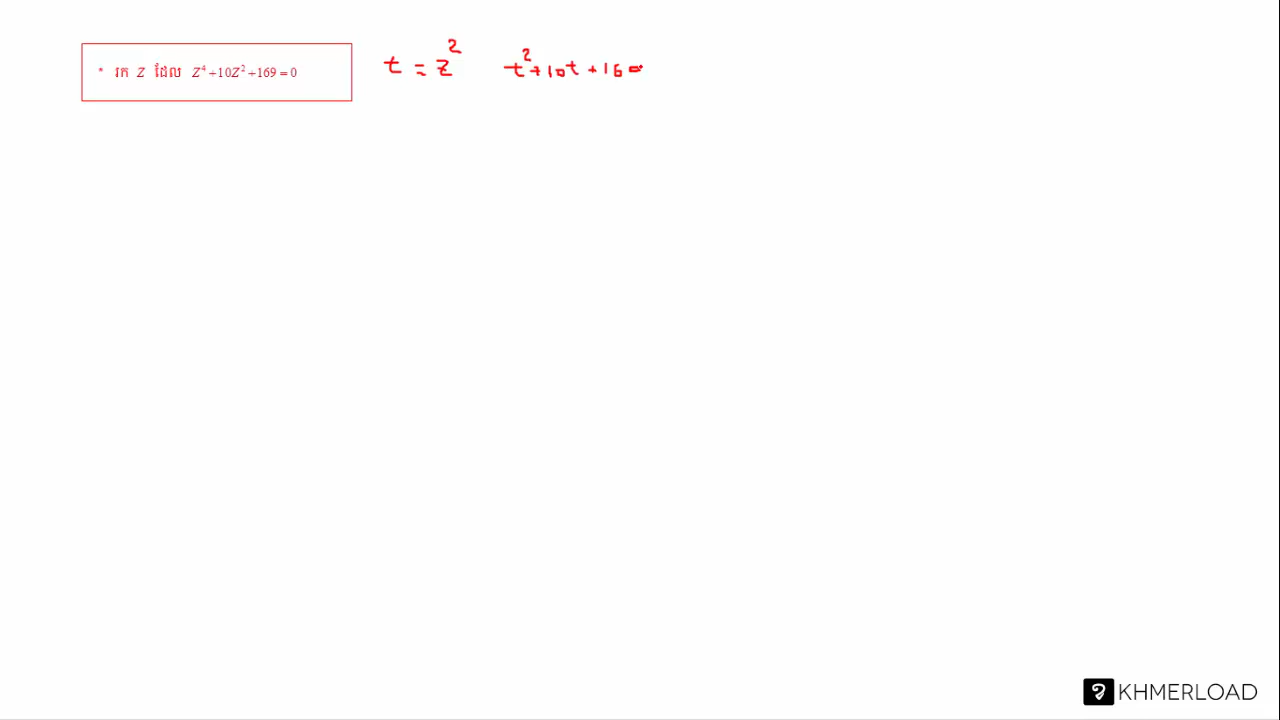 * រក Z ដែល Z⁴+10Z²+169=0
t = z² t²+10t+16
KHMERLOAD